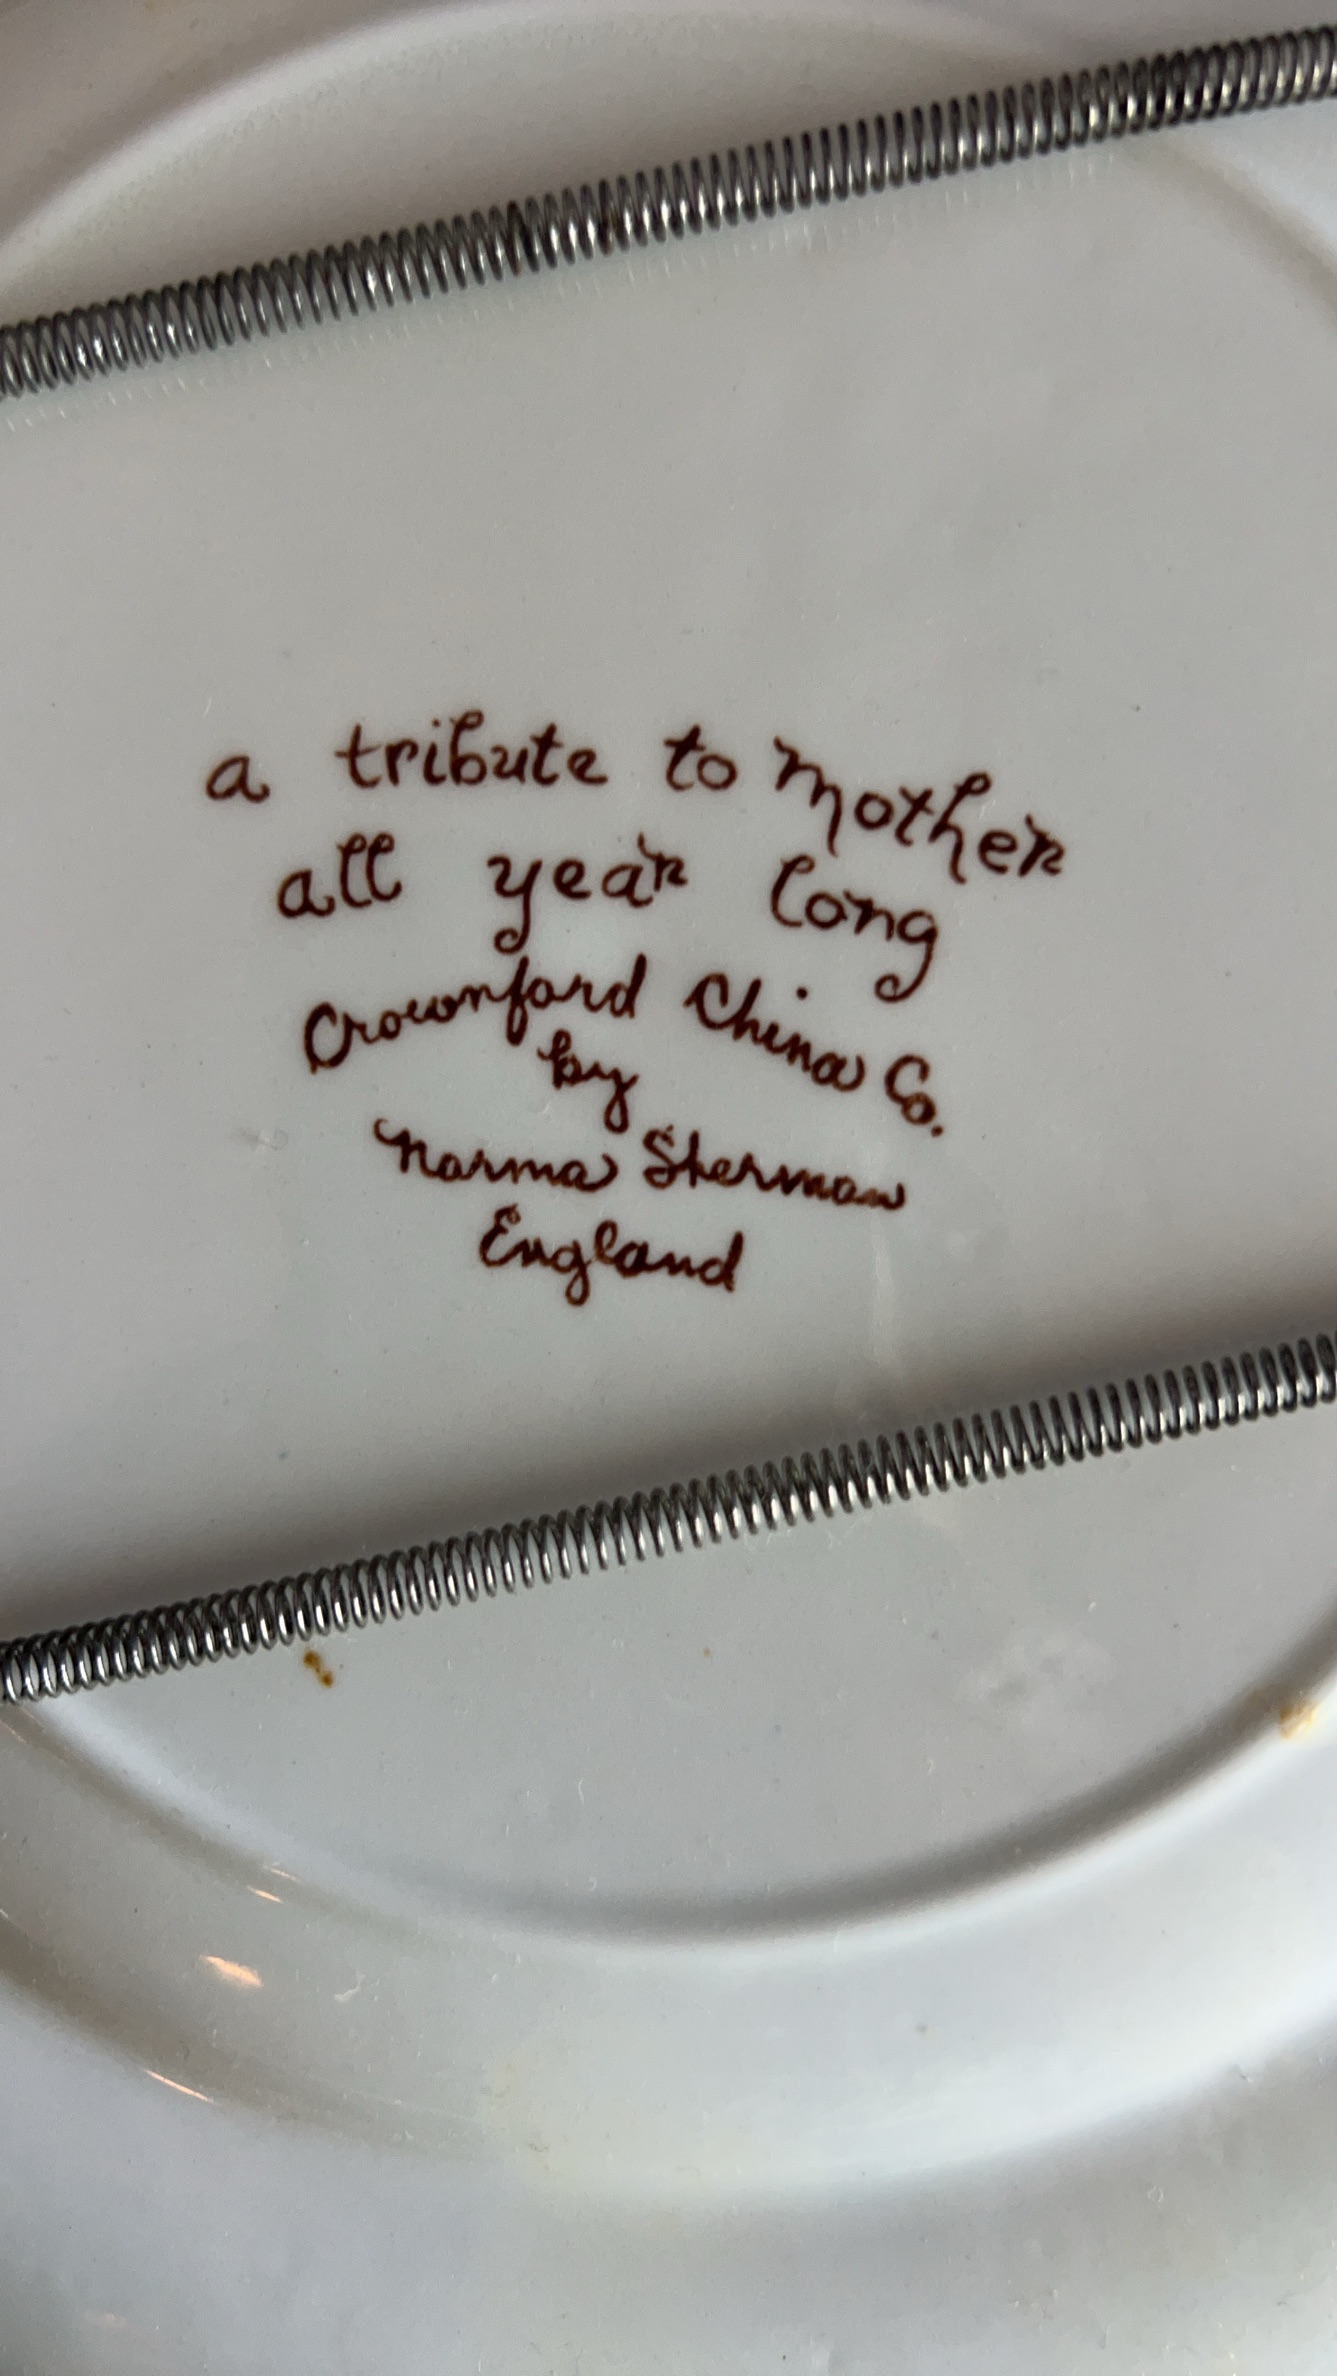 a tribute to mother
all year long
Crownford China Co.
by
Norma Sherman
England